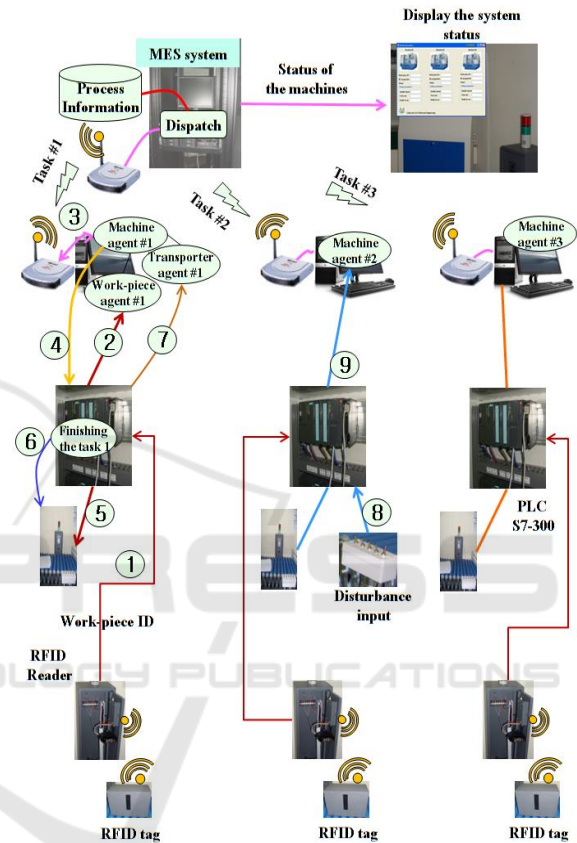 Display the system
status
MES system
Status of
the machines
Process
Information
Dispatch
Task #1
Task #2
Task #3
3
Machine
agent #1
Transporter
agent #1
Work-piece
agent #1
Machine
agent #2
Machine
agent #3
4
2
7
9
6
Finishing
the task 1
5
8
1
PLC
S7-300
Disturbance
input
Work-piece ID
RFID
Reader
PRESS
OLOGY PUBLICATIONS
RFID tag
RFID tag
RFID tag